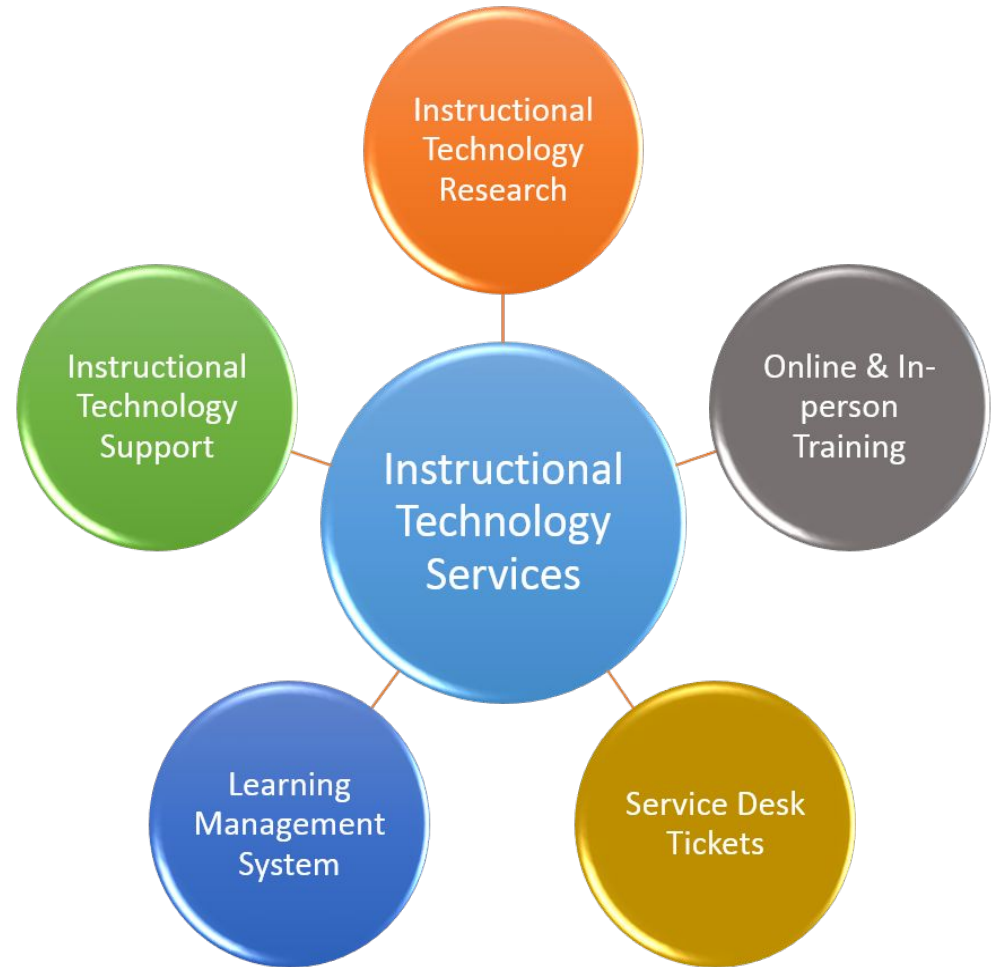 Instructional
Technology
Research
Instructional
Technology
Support
Online & In-
person
Training
Instructional
Technology
Services
Learning
Management
System
Service Desk
Tickets